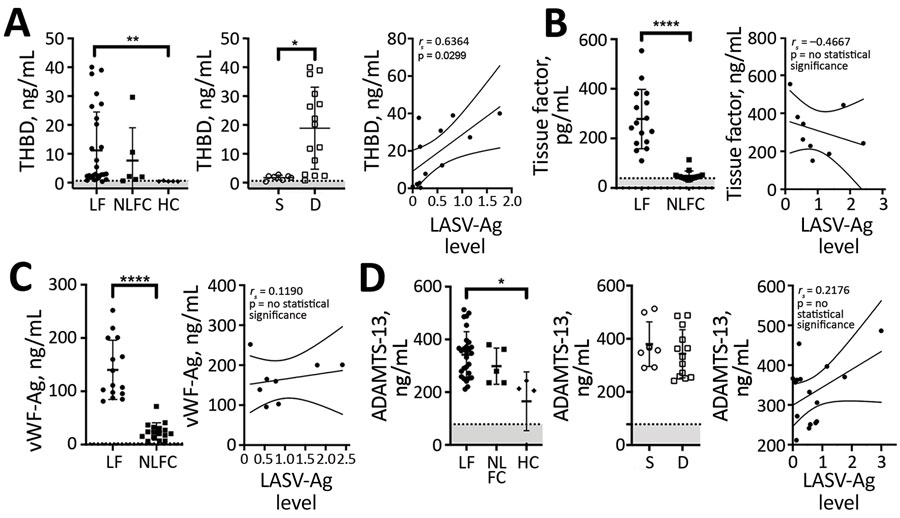 A
THBD, ng/mL
50
40
30
20
10
0
**
LF
NLFC
HC
THBD, ng/mL
50
40
30
20
10
0
*
S
D
THBD, ng/mL
80
60
40
20
0
r s = 0.6364
p = 0.0299
0
0.5
1.0
1.5
2.0
LASV-Ag
level
B
Tissue factor,
pg/mL
600
400
200
0
****
LF
NLFC
Tissue factor, ng/mL
800
600
400
200
0
r s = −0.4667
p = no statistical
significance
0
1
2
3
LASV-Ag
level
C
vWF-Ag, ng/mL
300
200
100
0
****
LF
NLFC
vWF-Ag, ng/mL
400
300
200
100
0
r s = 0.1190
p = no statistical
significance
0
0.5
1.0
1.5
2.0
2.5
LASV-Ag
level
D
ADAMTS-13,
ng/mL
600
400
200
0
*
LF
NL
FC
HC
ADAMTS-13,
ng/mL
600
400
200
0
S
D
ADAMTS-13,
ng/mL
600
500
400
300
200
r s = 0.2176
p = no
statistical
significance
0
1
2
3
LASV-Ag
level